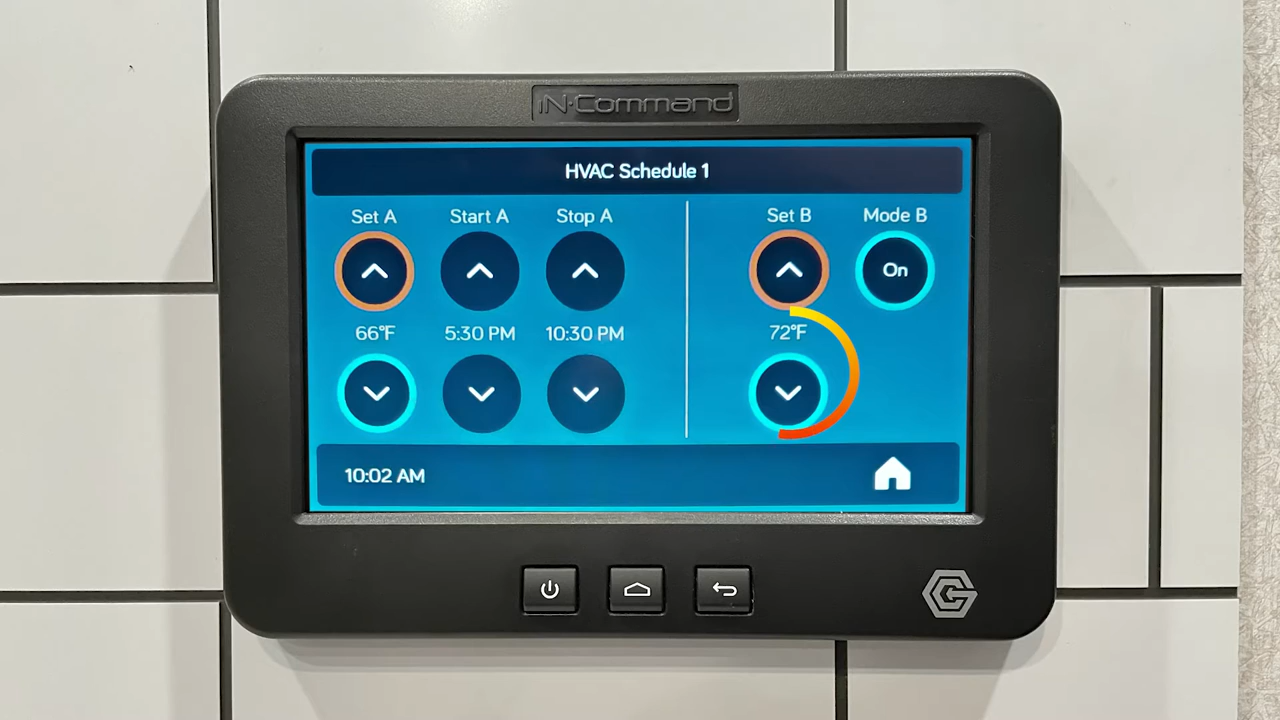 iN·Command
HVAC Schedule 1
Set A Start A Stop A Set B Mode B
On
66°F 5:30 PM 10:30 PM 72°F
10:02 AM